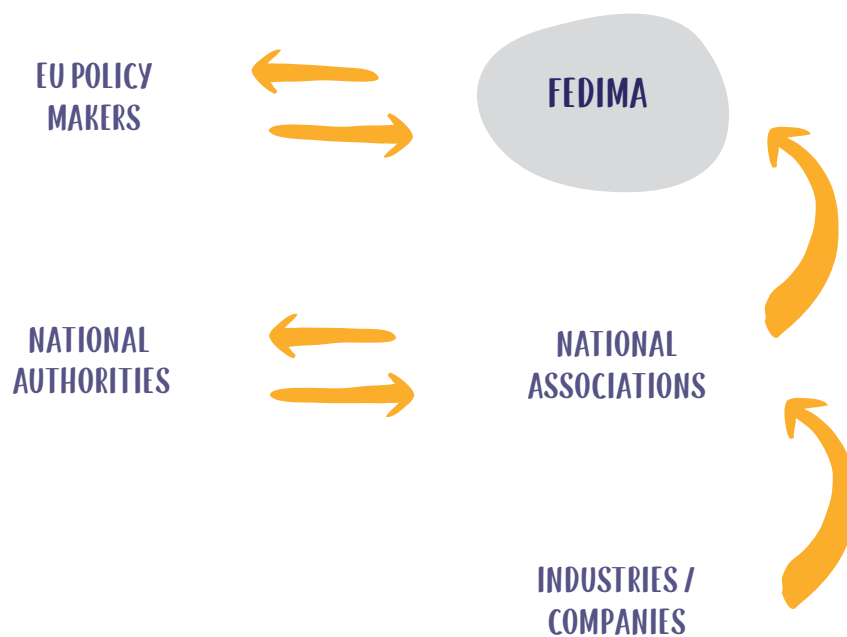 EU POLICY
MAKERS
FEDIMA
NATIONAL
AUTHORITIES
NATIONAL
ASSOCIATIONS
INDUSTRIES /
COMPANIES